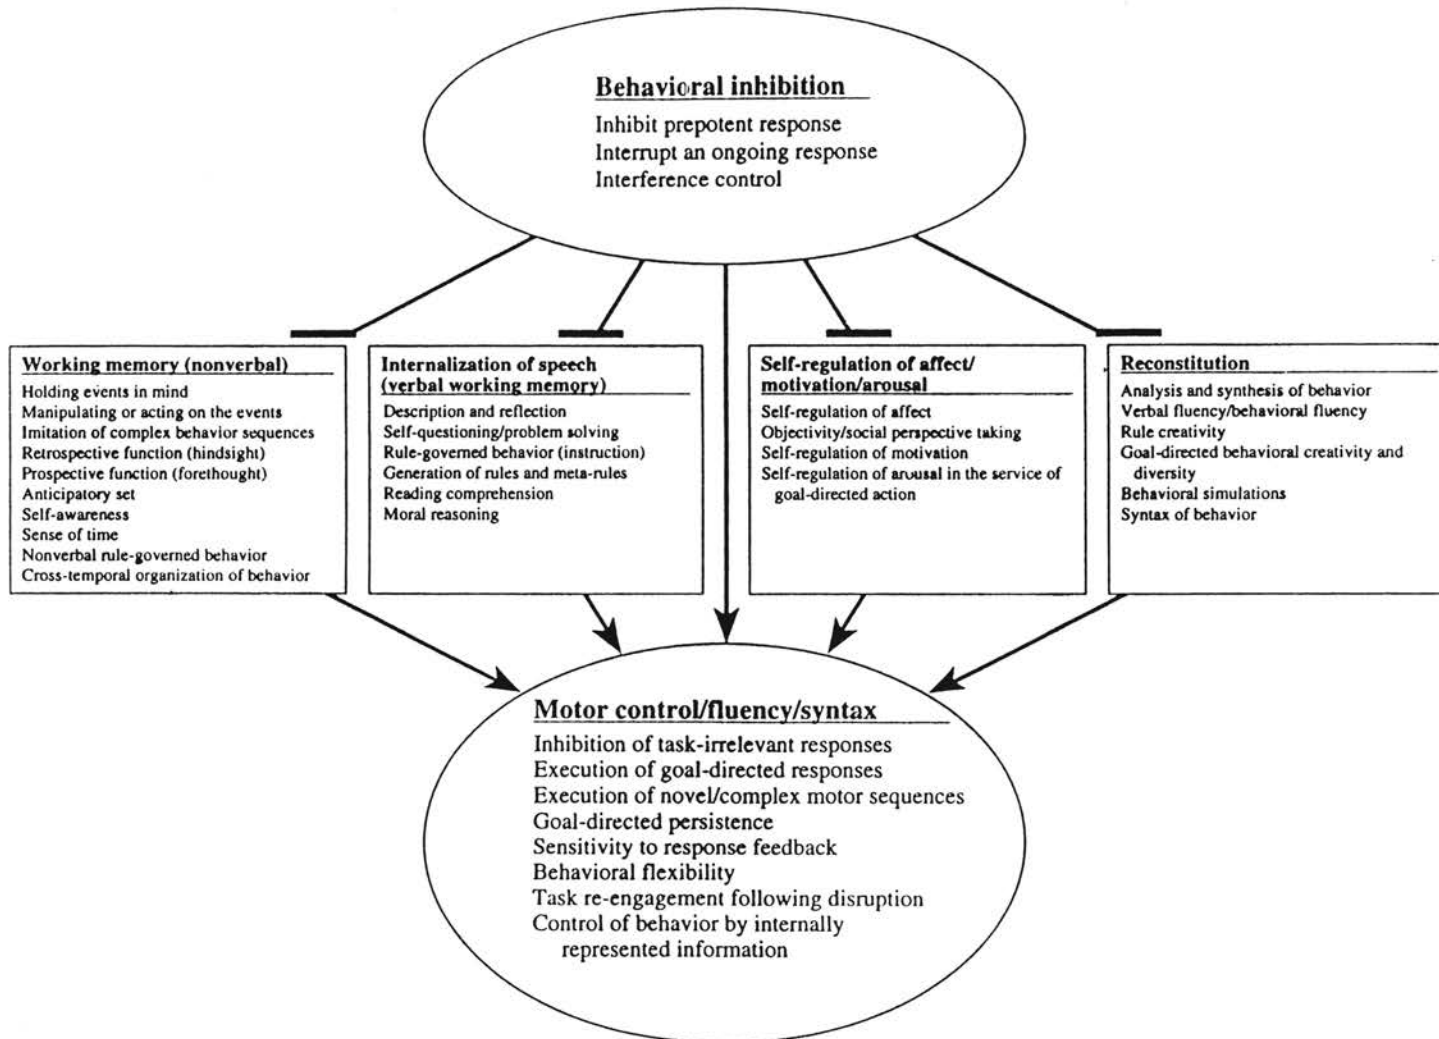 Behavioral inhibition
Inhibit prepotent response
Interrupt an ongoing response
Interference control
Working memory (nonverbal)
Holding events in mind
Manipulating or acting on the events
Imitation of complex behavior sequences
Retrospective function (hindsight)
Prospective function (forethought)
Anticipatory set
Self-awareness
Sense of time
Nonverbal rule-governed behavior
Cross-temporal organization of behavior
Internalization of speech
(verbal working memory)
Description and reflection
Self-questioning/problem solving
Rule-governed behavior (instruction)
Generation of rules and meta-rules
Reading comprehension
Moral reasoning
Self-regulation of affect/
motivation/arousal
Self-regulation of affect
Objectivity/social perspective taking
Self-regulation of motivation
Self-regulation of arousal in the service of
goal-directed action
Reconstitution
Analysis and synthesis of behavior
Verbal fluency/behavioral fluency
Rule creativity
Goal-directed behavioral creativity and
diversity
Behavioral simulations
Syntax of behavior
Motor control/fluency/syntax
Inhibition of task-irrelevant responses
Execution of goal-directed responses
Execution of novel/complex motor sequences
Goal-directed persistence
Sensitivity to response feedback
Behavioral flexibility
Task re-engagement following disruption
Control of behavior by internally
represented information